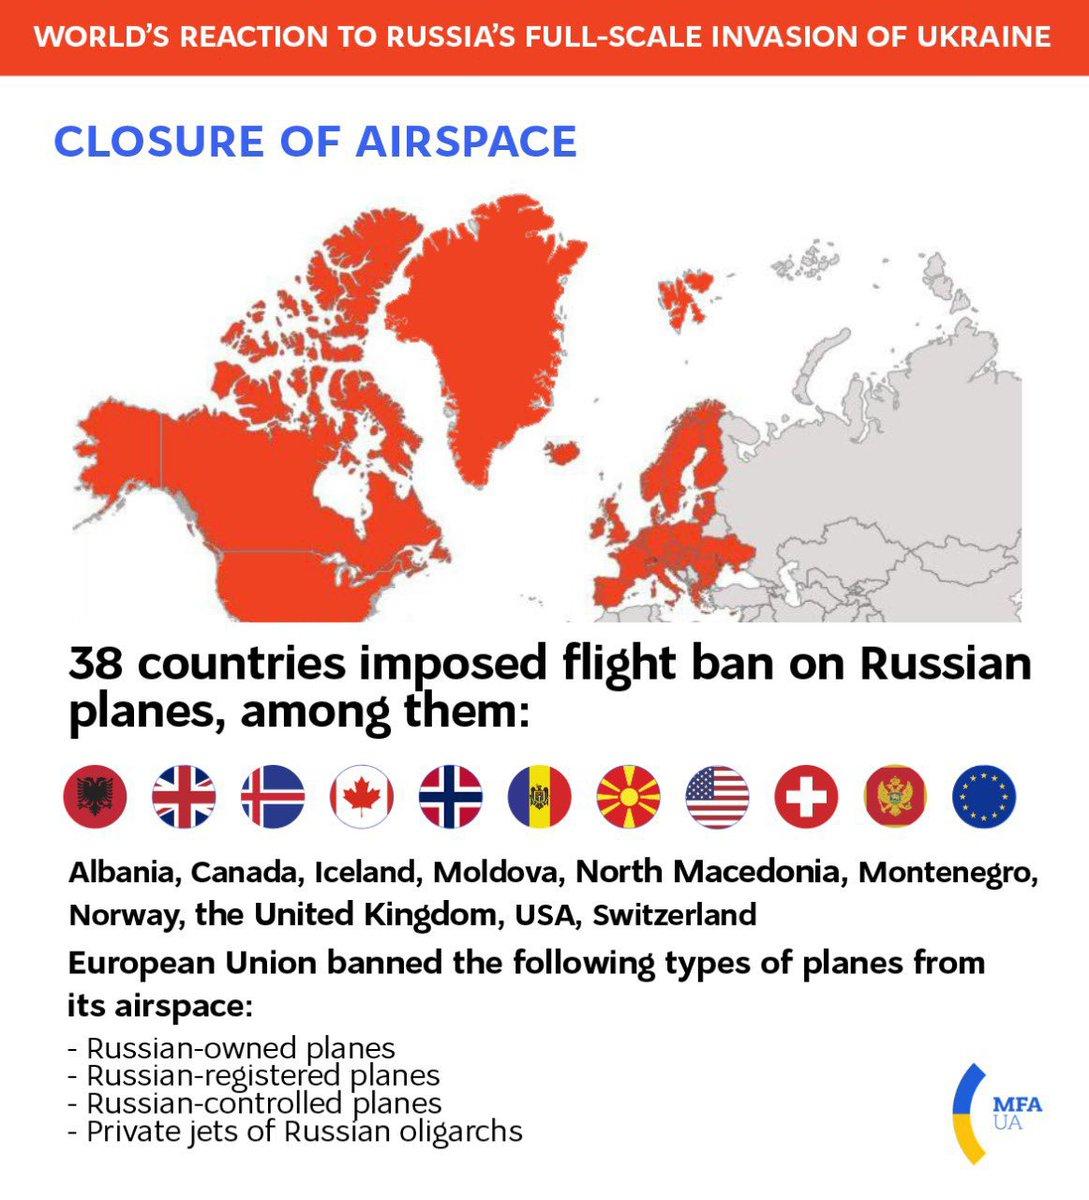 WORLD'S REACTION TO RUSSIA'S FULL-SCALE INVASION OF UKRAINE
CLOSURE OF AIRSPACE
38 countries imposed flight ban on Russian
planes, among them:
Albania, Canada, Iceland, Moldova, North Macedonia, Montenegro,
Norway, the United Kingdom, USA, Switzerland
European Union banned the following types of planes from
its airspace:
- Russian-owned planes
- Russian-registered planes
- Russian-controlled planes
- Private jets of Russian oligarchs
MFA
UA